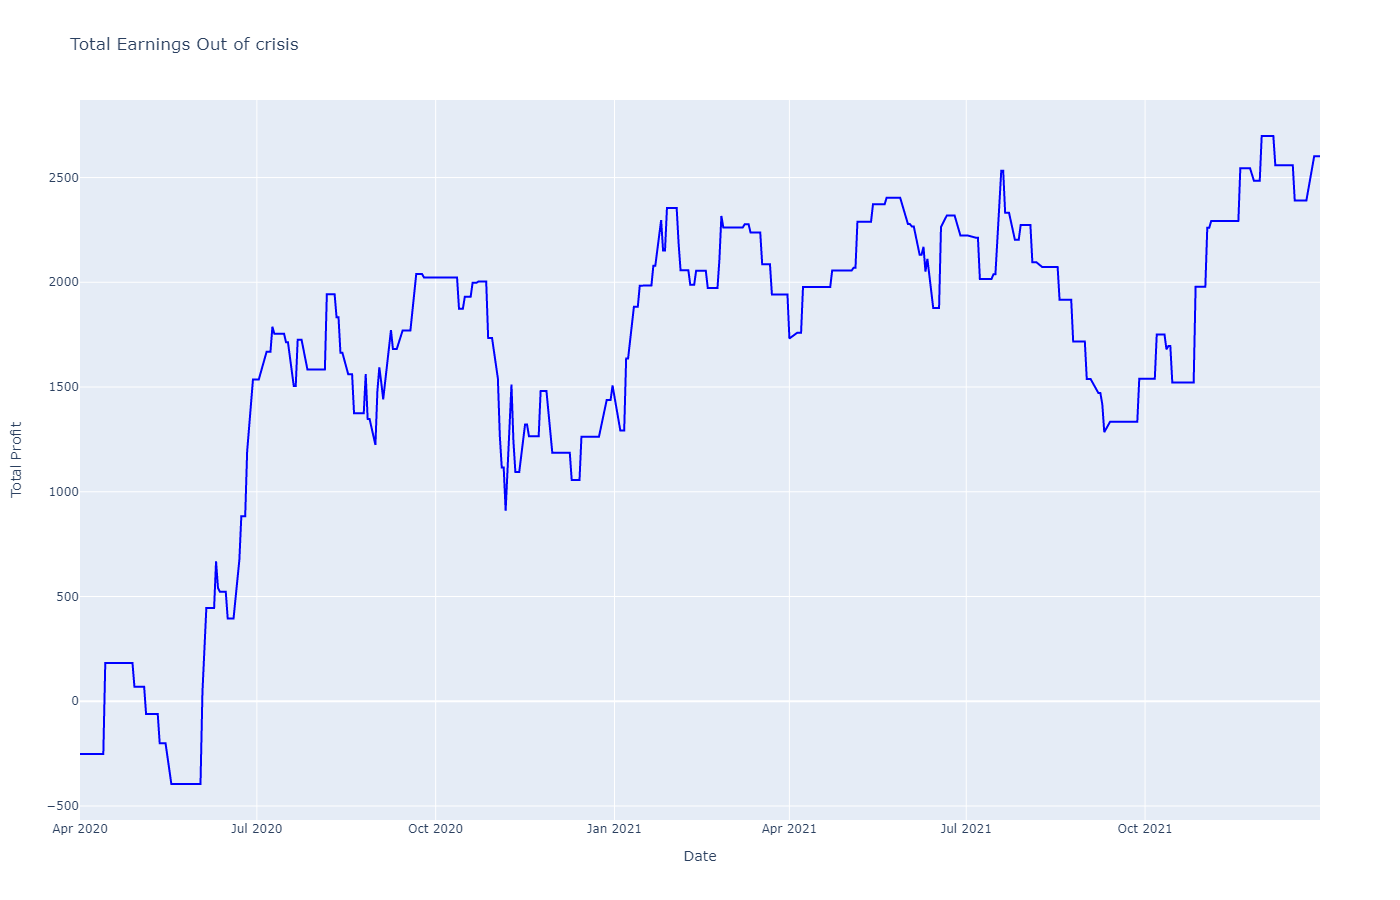 Total Earnings Out of crisis
Total Profit
2500
2000
1500
1000
500
0
−500
Apr 2020
Jul 2020
Oct 2020
Jan 2021
Apr 2021
Jul 2021
Oct 2021
Date